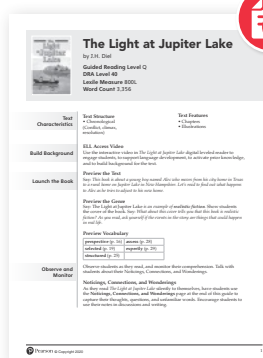 The Light at Jupiter Lake
by J.H. Diel
Guided Reading Level Q
DRA Level 40
Lexile Measure 800L
Word Count 3,356
Text
Characteristics
Text Structure
• Chronological
(Conflict, climax,
resolution)
Text Features
• Chapters
• Illustrations
Build Background
ELL Access Video
Use the interactive video in The Light at Jupiter Lake digital leveled reader to
engage students, to support language development, to activate prior knowledge,
and to build background for the text.
Launch the Book
Preview the Text
Say: This book is about a young boy named Alec who moves from his city home in Texas
to a rural home on Jupiter Lake in New Hampshire. Let's read to find out what happens
to Alec as he tries to adjust to his new home.
Preview the Genre
Say: The Light at Jupiter Lake is an example of realistic fiction. Show students
the cover of the book. Say: What about this cover tells you that this book is realistic
fiction? As you read, ask yourself if the events in the story are things that could happen
in real life.
Preview Vocabulary
perspective (p. 16) access (p. 28)
selected (p. 19) expertly (p. 29)
structured (p. 25)
Observe and
Monitor
Observe students as they read, and monitor their comprehension. Talk with
students about their Noticings, Connections, and Wonderings.
Noticings, Connections, and Wonderings
As they read The Light at Jupiter Lake silently to themselves, have students use
the Noticings, Connections, and Wonderings page at the end of this guide to
capture their thoughts, questions, and unfamiliar words. Encourage students to
use their notes in discussions and writing.
Pearson © Copyright 2020
1